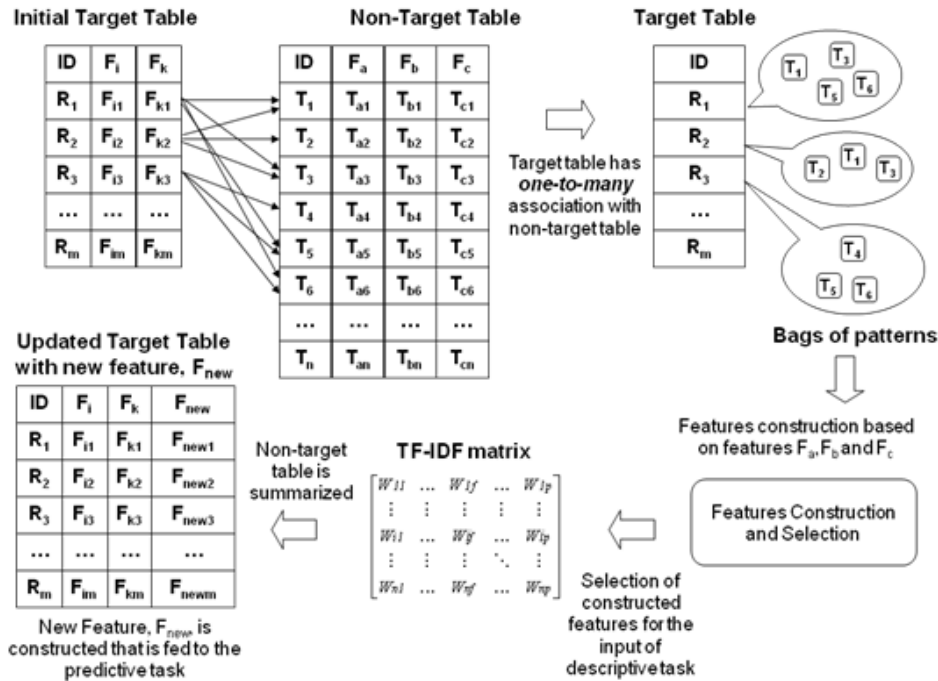 Initial Target Table
Non-Target Table
Target Table
ID Fi Fk
R1 Fi1 Fk1
R2 Fi2 Fk2
R3 Fi3 Fk3
... ... ...
Rm Fim Fkm
ID Fa Fb Fc
T1 Ta1 Tb1 Tc1
T2 Ta2 Tb2 Tc2
T3 Ta3 Tb3 Tc3
T4 Ta4 Tb4 Tc4
T5 Ta5 Tb5 Tc5
T6 Ta6 Tb6 Tc6
... ... ... ...
Tn Tan Tbn Tcn
Target table has
one-to-many
association with
non-target table
ID
R1
R2
R3
...
Rm
T1 T3 T5 T6
T2 T1 T3
T4
T5 T6
Bags of patterns
Features construction based
on features Fa, Fb and Fc
Features Construction
and Selection
Selection of
constructed
features for the
input of
descriptive task
TF-IDF matrix
W11 ... W1f ... W1p
⋮ ⋮ ⋮ ⋮ ⋮
Wi1 ... Wif ... Wip
⋮ ⋮ ⋮ ⋱ ⋮
Wn1 ... Wnf ... Wnp
Non-target
table is
summarized
Updated Target Table
with new feature, Fnew
ID Fi Fk Fnew
R1 Fi1 Fk1 Fnew1
R2 Fi2 Fk2 Fnew2
R3 Fi3 Fk3 Fnew3
... ... ... ...
Rm Fim Fkm Fnewm
New Feature, Fnew, is
constructed that is fed to the
predictive task